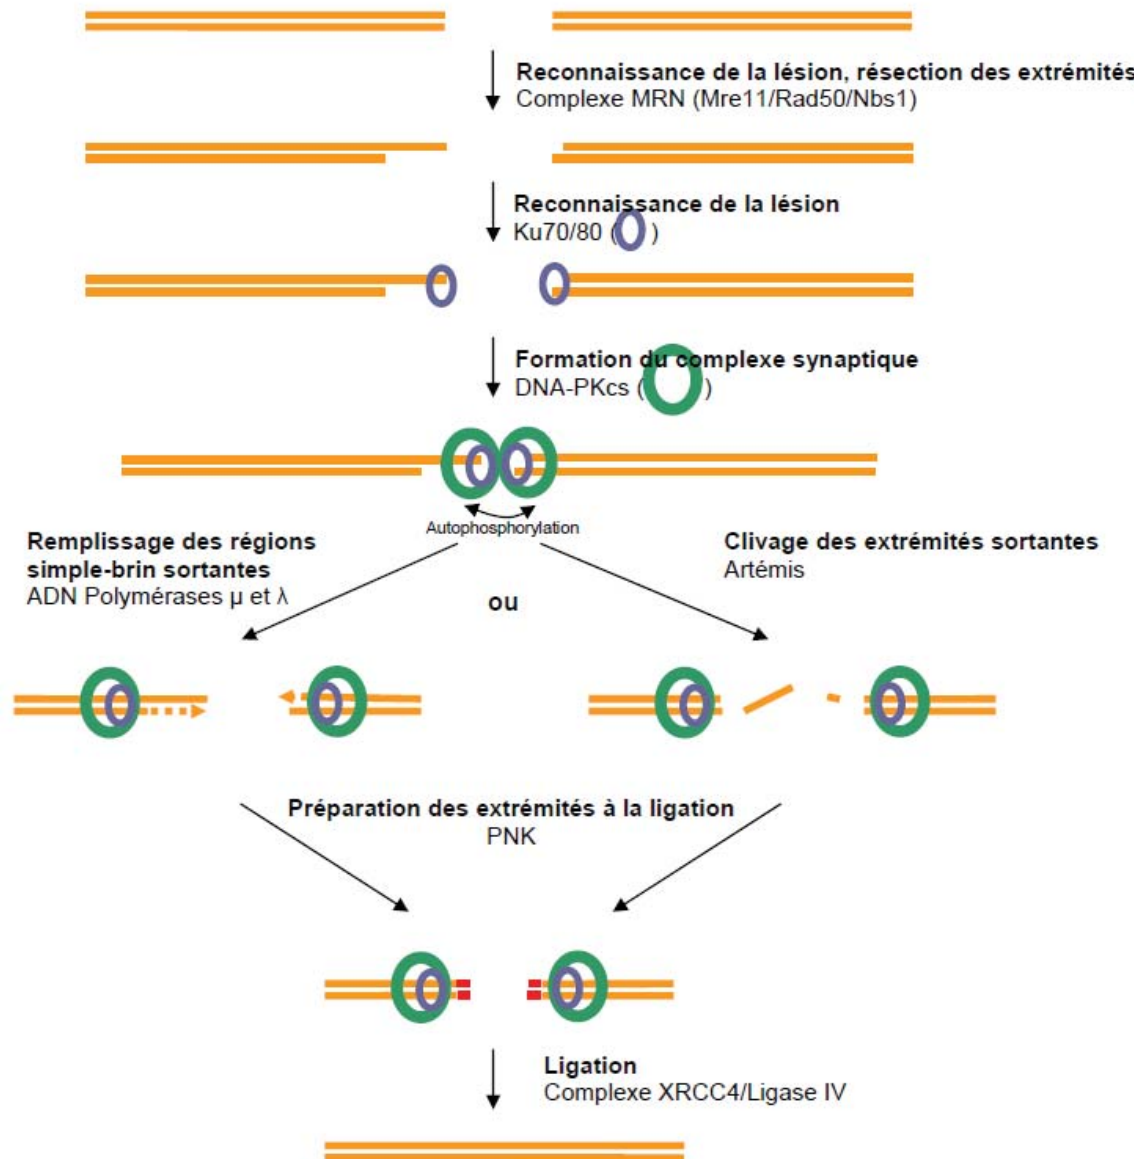 Reconnaissance de la lésion, résection des extrémités
Complexe MRN (Mre11/Rad50/Nbs1)
Reconnaissance de la lésion
Ku70/80 ( )
Formation du complexe synaptique
DNA-PKcs ( )
Autophosphorylation
Remplissage des régions
simple-brin sortantes
ADN Polymérases µ et λ
ou
Clivage des extrémités sortantes
Artémis
Préparation des extrémités à la ligation
PNK
Ligation
Complexe XRCC4/Ligase IV